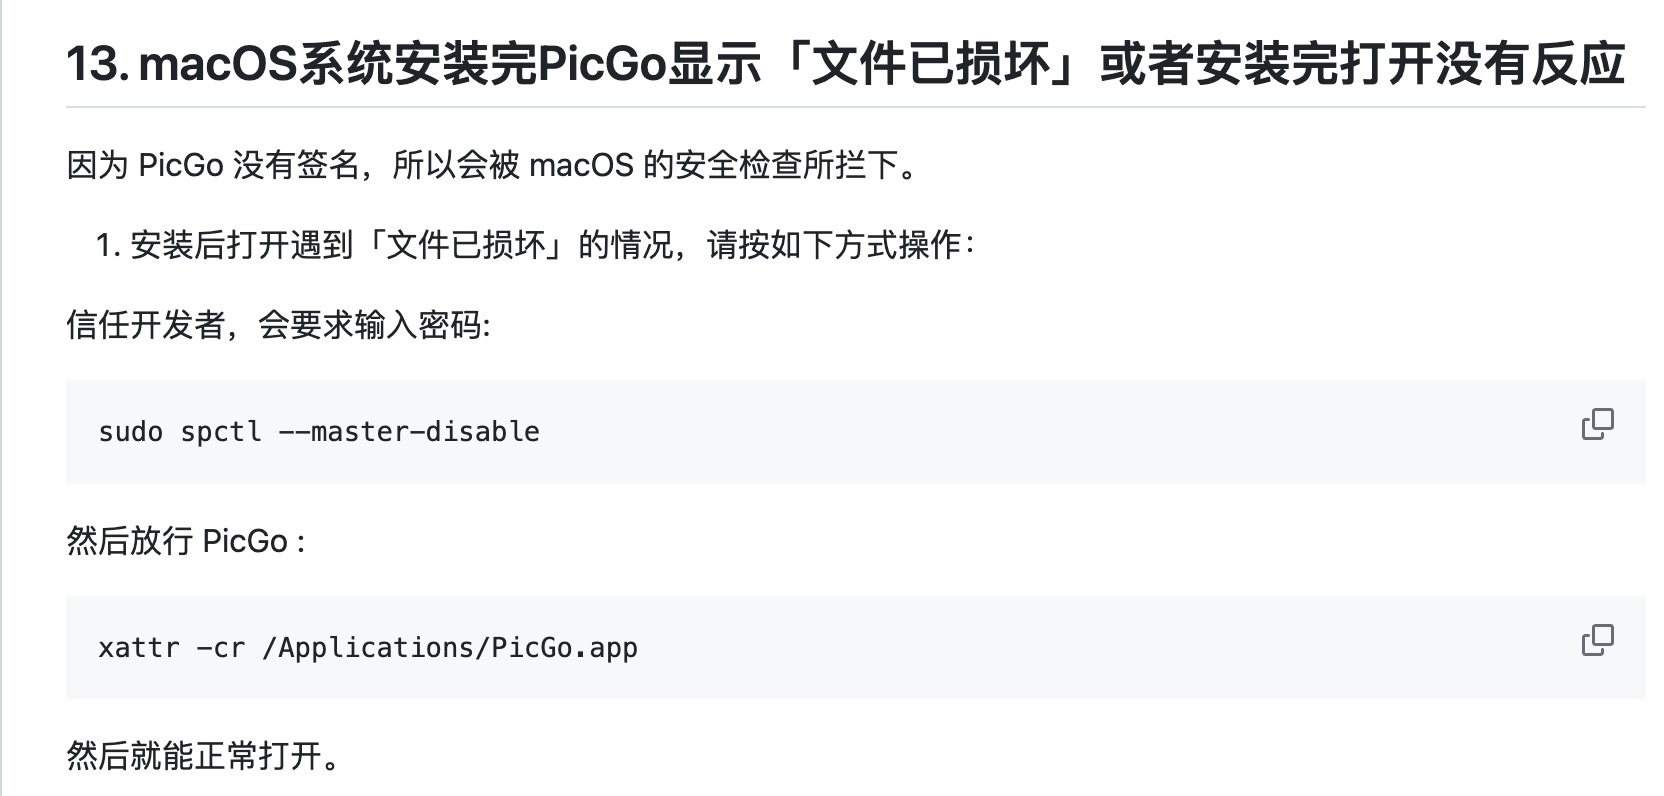 13. macOS系统安装完PicGo显示「文件已损坏」或者安装完打开没有反应
因为 PicGo 没有签名，所以会被 macOS 的安全检查所拦下。
1. 安装后打开遇到「文件已损坏」的情况，请按如下方式操作：
信任开发者，会要求输入密码:
sudo spctl --master-disable
然后放行 PicGo :
xattr -cr /Applications/PicGo.app
然后就能正常打开。